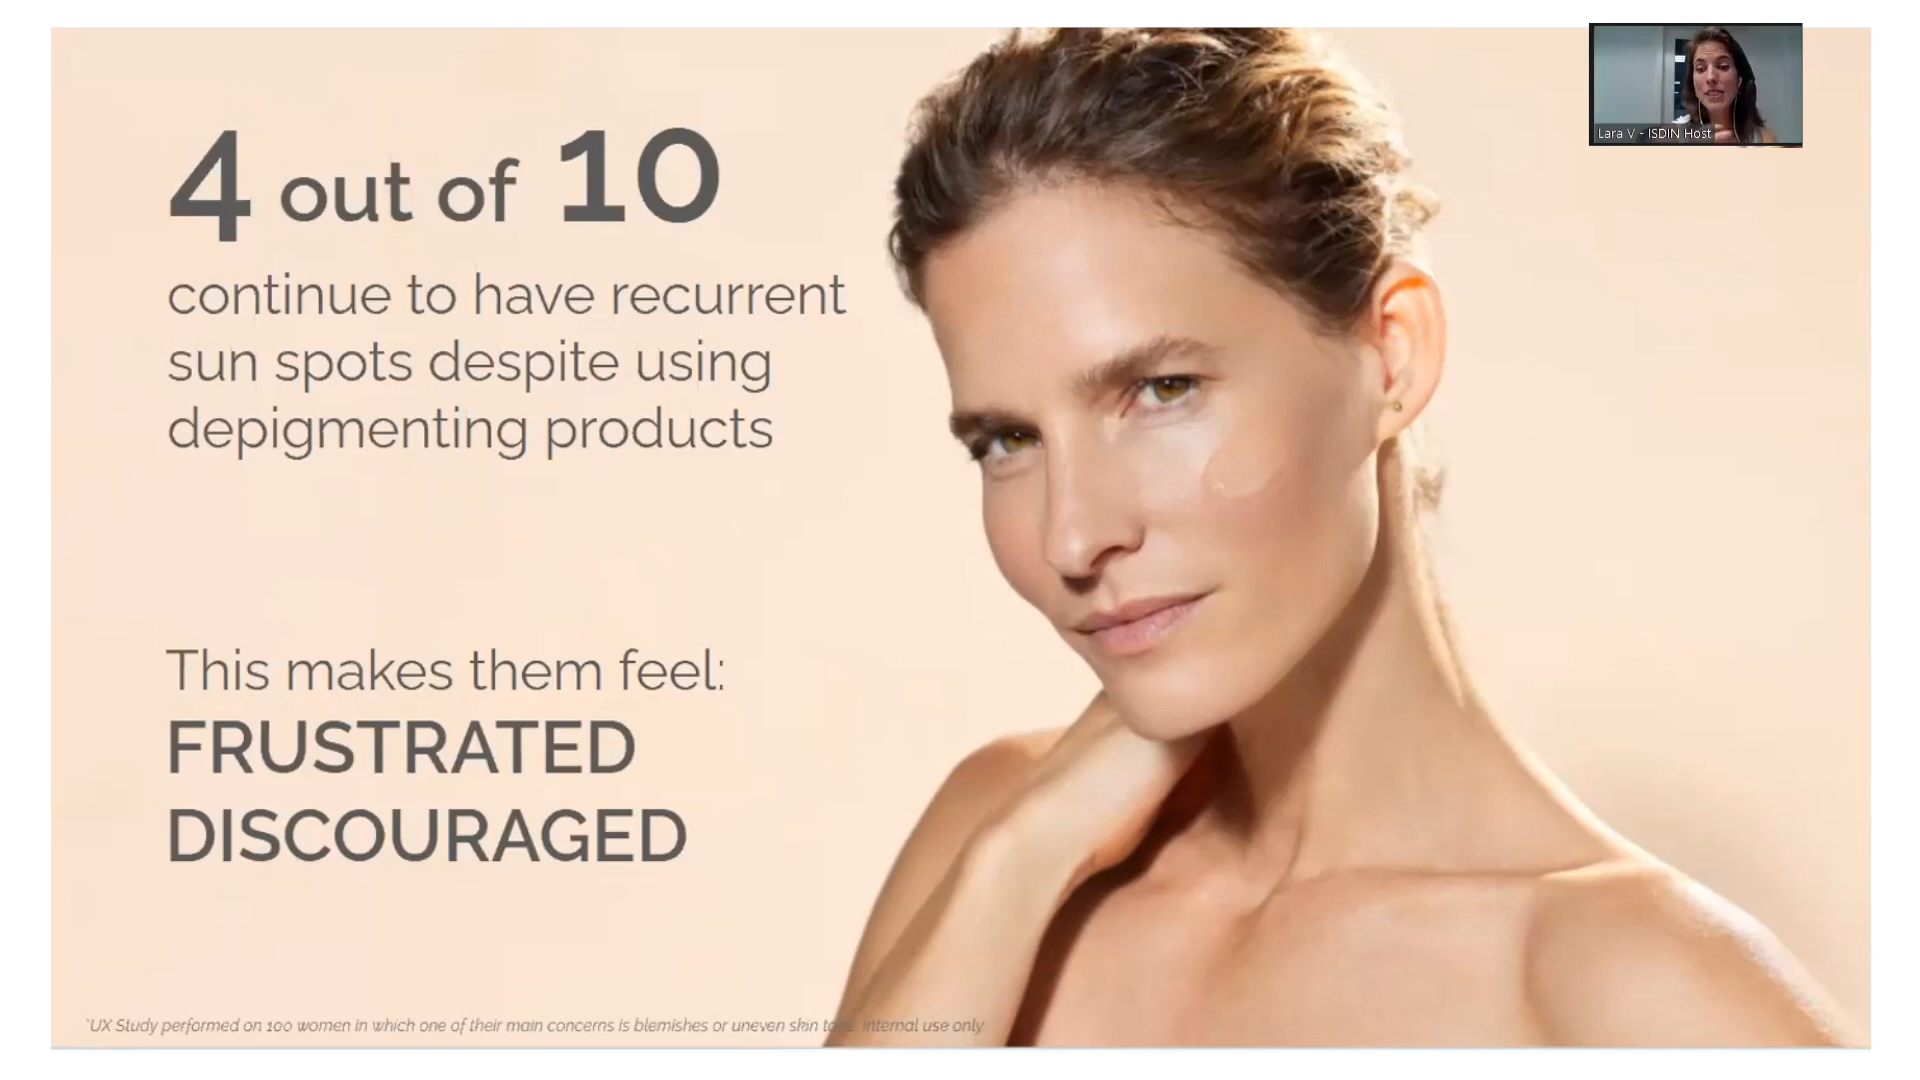 4 out of 10
continue to have recurrent
sun spots despite using
depigmenting products
This makes them feel:
FRUSTRATED
DISCOURAGED
*UX Study performed on 100 women in which one of their main concerns is blemishes or uneven skin tone. Internal use only
Lara V - ISDIN Host